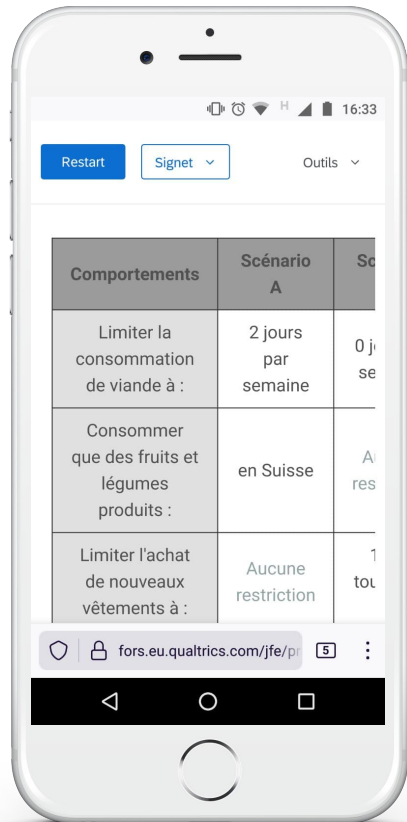 H 16:33
Restart Signet Outils
Comportements
Scénario
A
Limiter la
consommation
de viande à :
2 jours
par
semaine
0
Consommer
que des fruits et
légumes
produits :
en Suisse
Limiter l'achat
de nouveaux
vêtements à :
Aucune
restriction
fors.eu.qualtrics.com/jfe/pr 5